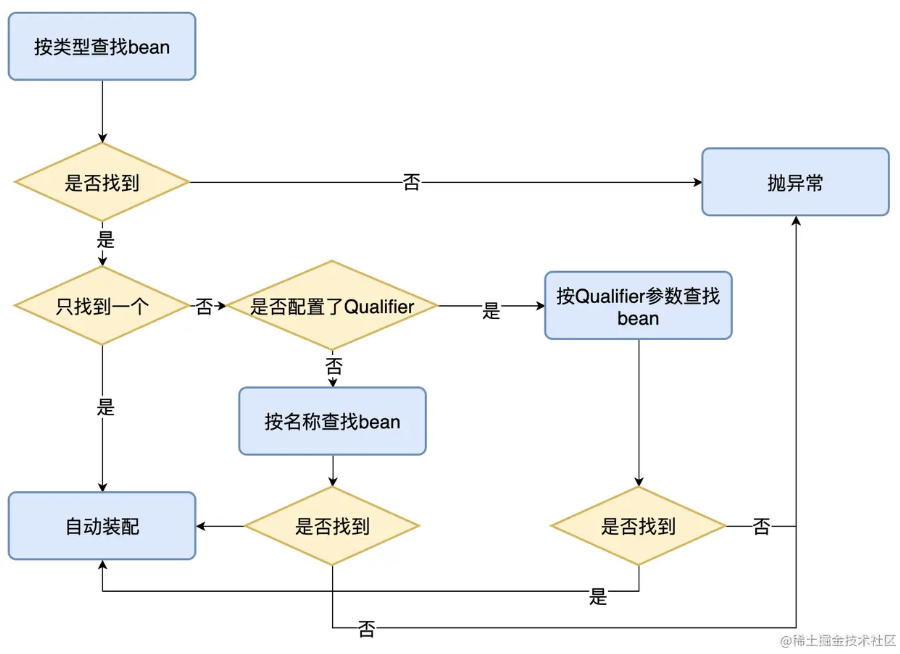 按类型查找bean
是否找到
否
抛异常
是
只找到一个
否
是否配置了Qualifier
是
按Qualifier参数查找
bean
否
是
按名称查找bean
自动装配
是否找到
是否找到
否
是
否
@稀土掘金技术社区